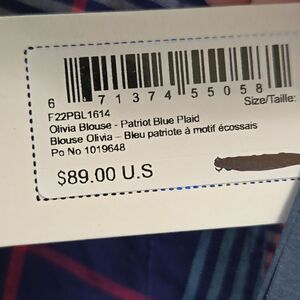 6 71374 55058
F22PBL1614
Size/Taille:
Olivia Blouse - Patriot Blue Plaid
Blouse Olivia – Bleu patriote à motif écossais
Po No 1019648
$89.00 U.S